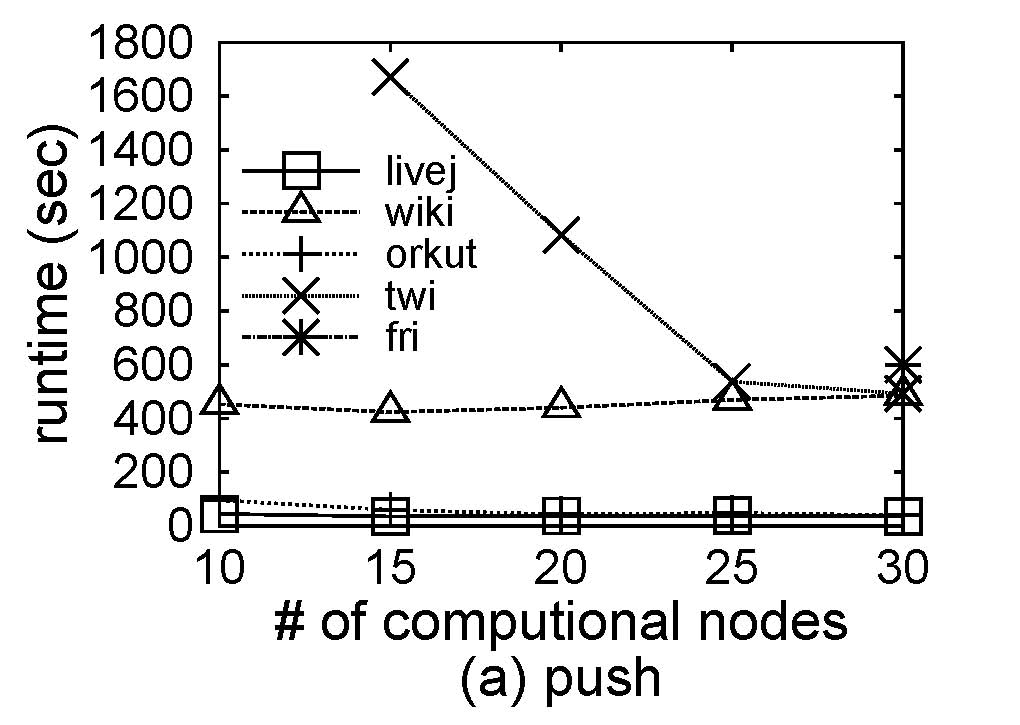 1800
1600
1400
1200
1000
800
600
400
200
0
runtime (sec)
livej
wiki
orkut
twi
fri
10 15 20 25 30
# of computional nodes
(a) push